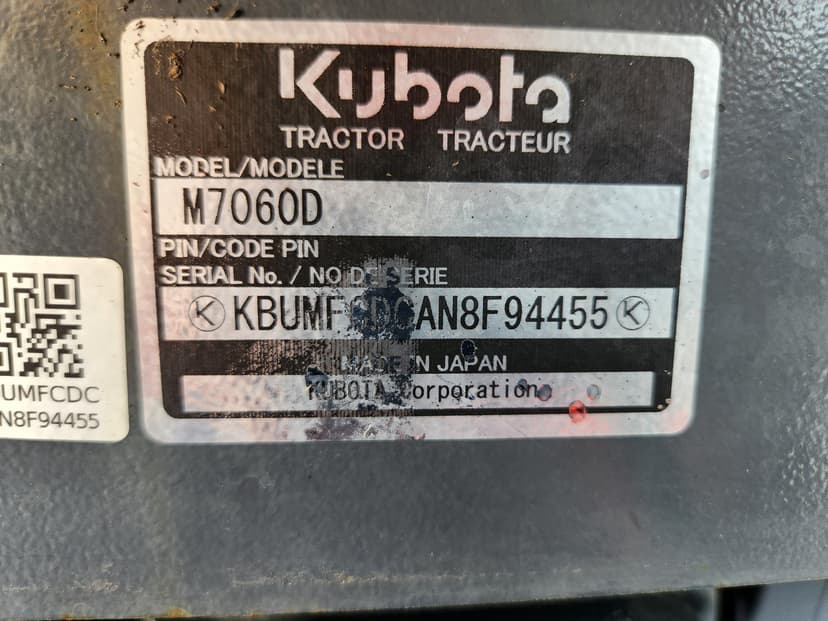 Kubota
TRACTOR TRACTEUR
MODEL/MODELE
M7060D
PIN/CODE PIN
SERIAL No. / NO DE SERIE
KBUMFCDCAN8F94455
MADE IN JAPAN
KUBOTA Corporation
UMFCDC
N8F94455